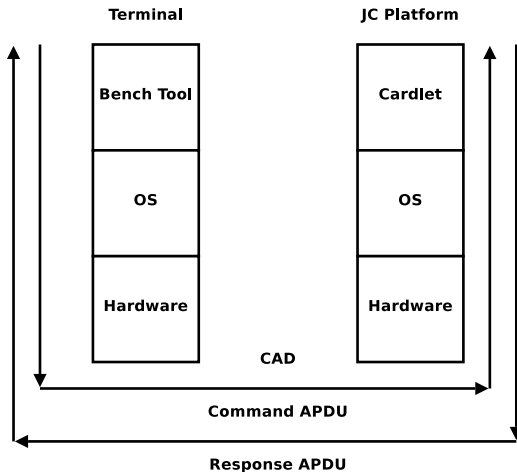 Terminal
JC Platform
Bench Tool
Cardlet
OS
OS
Hardware
Hardware
CAD
Command APDU
Response APDU